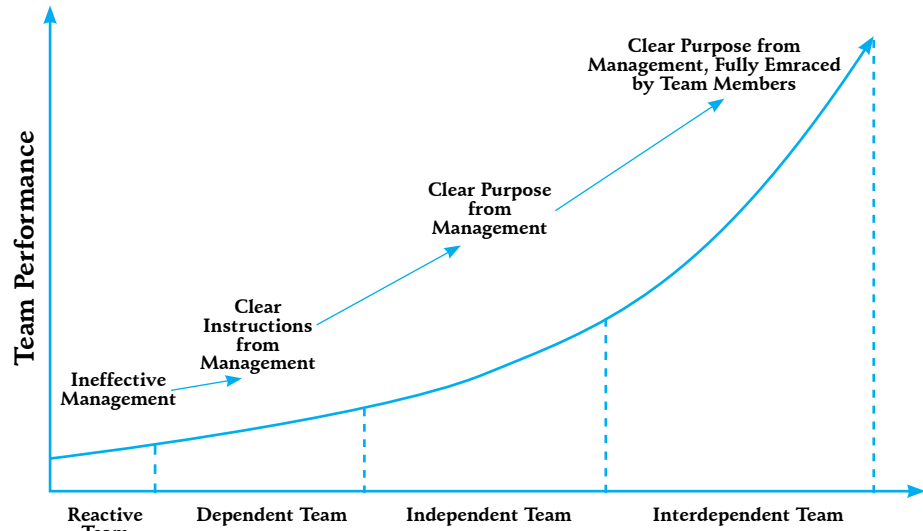 Clear Purpose from
Management, Fully Emraced
by Team Members
Clear Purpose
from
Management
Clear
Instructions
from
Management
Ineffective
Management
Team Performance
Reactive
Team
Dependent Team
Independent Team
Interdependent Team